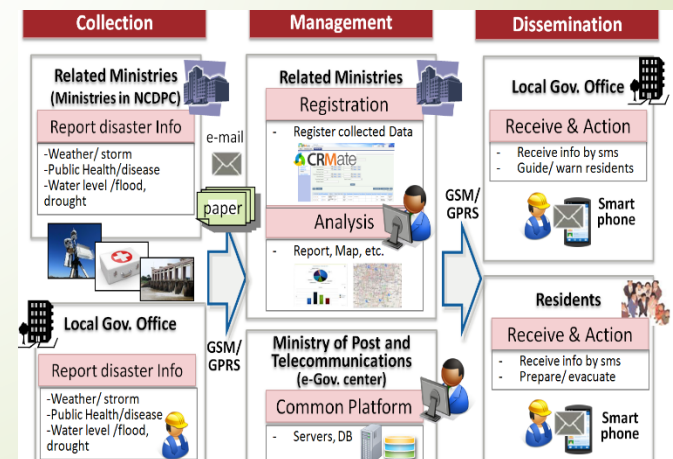 Collection
Related Ministries
(Ministries in NCDPC)
Report disaster Info
-Weather/ storm
-Public Health/disease
-Water level /flood,
drought
Local Gov. Office
Report disaster Info
-Weather/ strorm
-Public Health/disease
-Water level /flood,
drought
e-mail
paper
GSM/
GPRS
Management
Related Ministries
Registration
- Register collected Data
CRMate
Analysis
- Report, Map, etc.
Ministry of Post and
Telecommunications
(e-Gov. center)
Common Platform
- Servers, DB
GSM/
GPRS
Dissemination
Local Gov. Office
Receive & Action
- Receive info by sms
- Guide/ warn residents
Smart
phone
Residents
Receive & Action
- Receive info by sms
- Prepare/ evacuate
Smart
phone